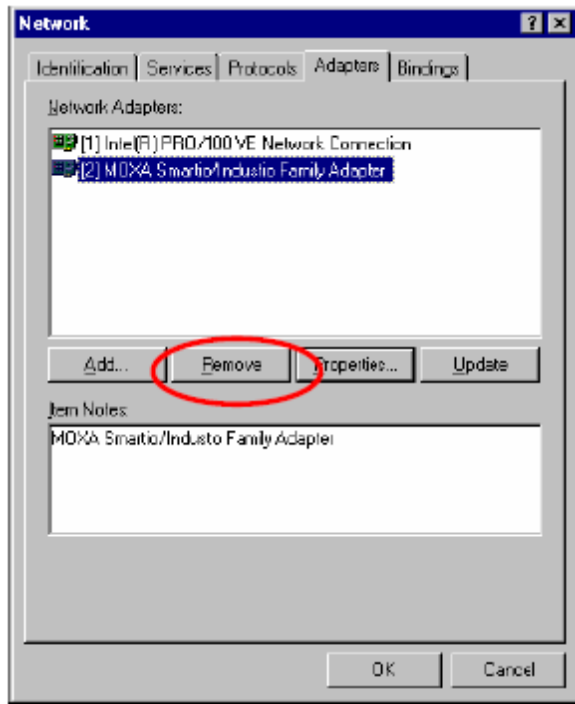 Network
Identification Services Protocols Adapters Bindings
Network Adapters:
[1] Intel(R) PRO/100 VE Network Connection
[2] MOXA Smartio/Industio Family Adapter
Add... Remove Properties... Update
Item Notes:
MOXA Smartio/Industo Family Adapter
OK Cancel